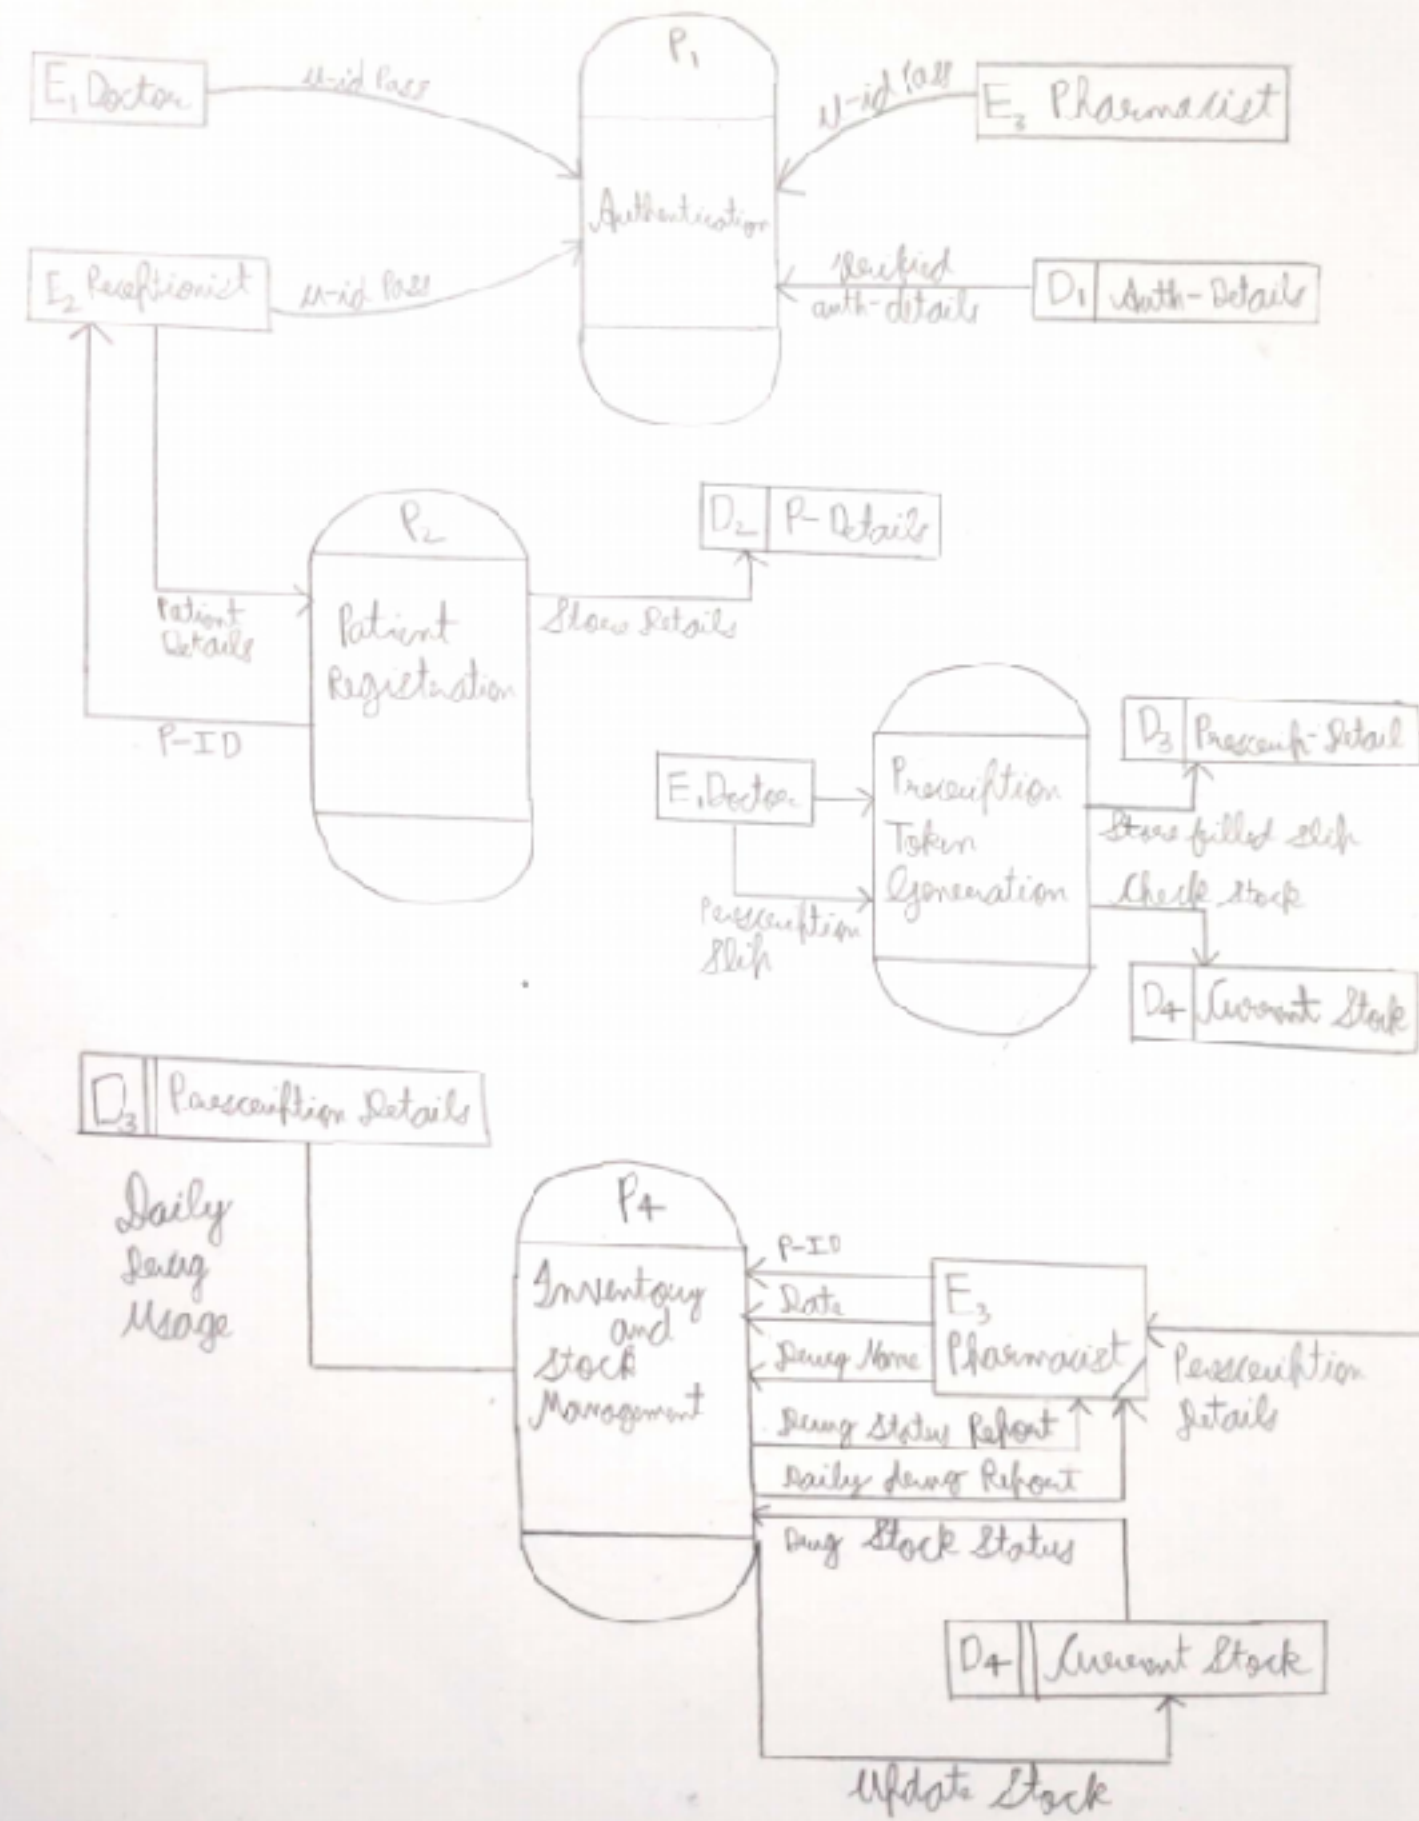 P1
E1 Doctor
u-id Pass
u-id Pass
E3 Pharmacist
Authentication
E2 Receptionist
u-id Pass
Verified
auth-details
D1 Auth-Details
P2
D2 P-Details
Patient
Details
Patient
Registration
Store Details
P-ID
D3 Prescrip-Detail
E1 Doctor
Prescription
Token
Generation
Store filled Slip
Check Stock
Perscription
Slip
D4 Current Stock
D3 Prescription Details
Daily
Drug
Usage
P4
P-ID
Inventory
and
Stock
Management
Date
Drug Name
E3
Pharmacist
Perscription
Details
Drug Status Report
Daily drug Report
Drug Stock Status
D4 Current Stock
Update Stock